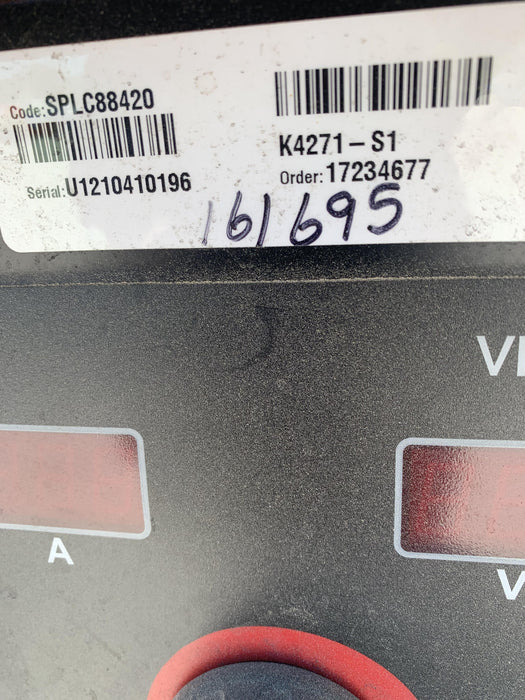 Code: SPLC88420
K4271-S1
Serial: U1210410196
Order: 17234677
161695
A
V